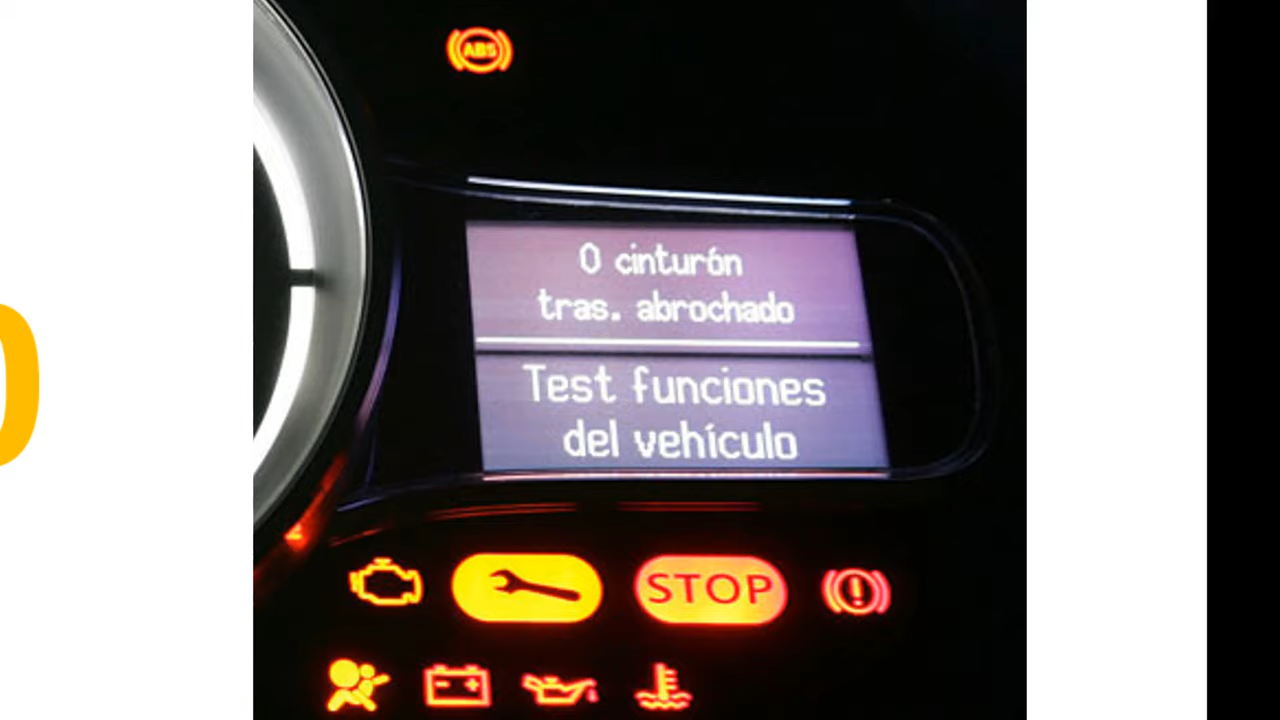 ABS
0 cinturón
tras. abrochado
Test funciones
del vehículo
STOP